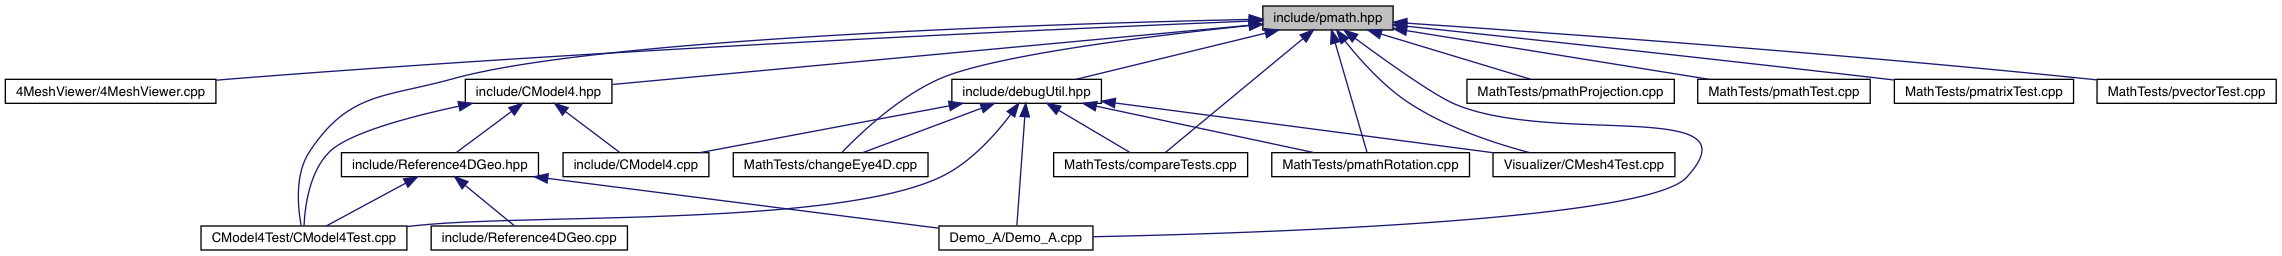 include/pmath.hpp
4MeshViewer/4MeshViewer.cpp
include/CModel4.hpp
include/debugUtil.hpp
MathTests/pmathProjection.cpp
MathTests/pmathTest.cpp
MathTests/pmatrixTest.cpp
MathTests/pvectorTest.cpp
include/Reference4DGeo.hpp
include/CModel4.cpp
MathTests/changeEye4D.cpp
MathTests/compareTests.cpp
MathTests/pmathRotation.cpp
Visualizer/CMesh4Test.cpp
CModel4Test/CModel4Test.cpp
include/Reference4DGeo.cpp
Demo_A/Demo_A.cpp